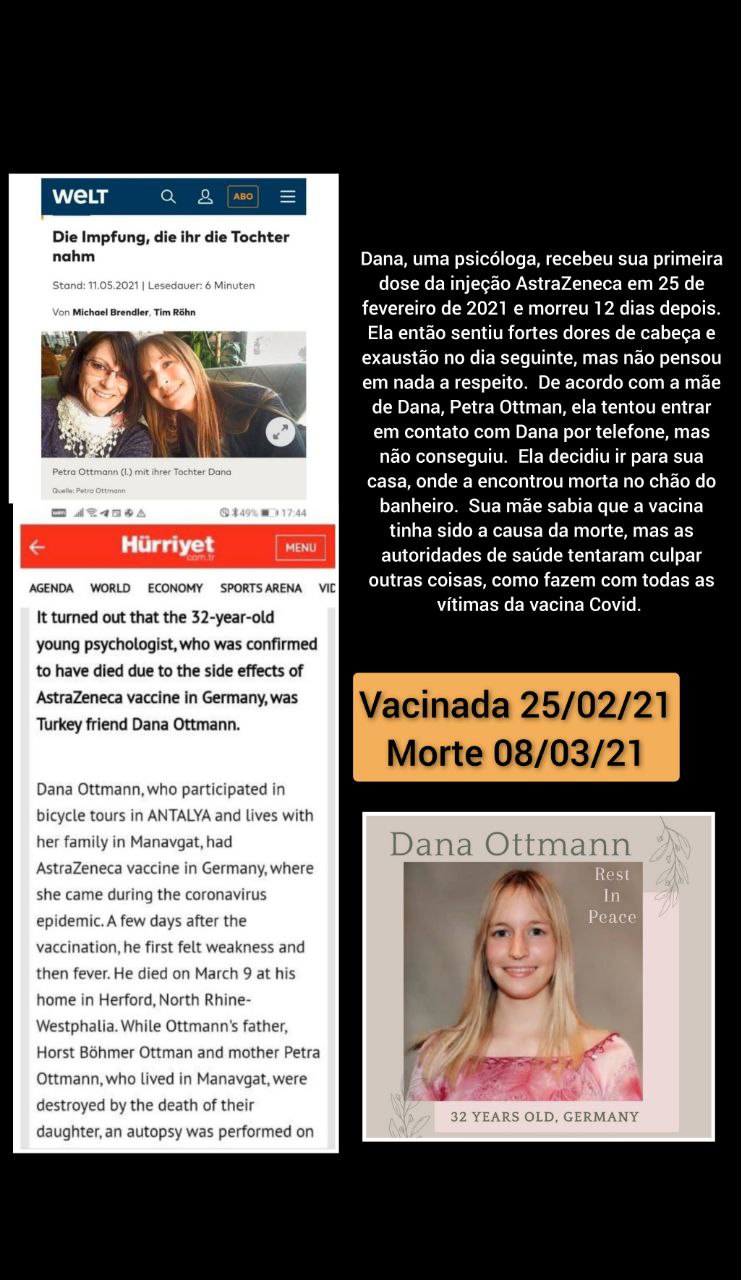 WELT
ABO
Die Impfung, die ihr die Tochter
nahm
Stand: 11.05.2021 | Lesedauer: 6 Minuten
Von Michael Brendler, Tim Röhn
Petra Ottmann (l.) mit ihrer Tochter Dana
Quelle: Petra Ottmann
49% 17:44
Hürriyet
com.tr
MENU
AGENDA WORLD ECONOMY SPORTS ARENA VID
It turned out that the 32-year-old
young psychologist, who was confirmed
to have died due to the side effects of
AstraZeneca vaccine in Germany, was
Turkey friend Dana Ottmann.
Dana Ottmann, who participated in
bicycle tours in ANTALYA and lives with
her family in Manavgat, had
AstraZeneca vaccine in Germany, where
she came during the coronavirus
epidemic. A few days after the
vaccination, he first felt weakness and
then fever. He died on March 9 at his
home in Herford, North Rhine-
Westphalia. While Ottmann's father,
Horst Böhmer Ottman and mother Petra
Ottmann, who lived in Manavgat, were
destroyed by the death of their
daughter, an autopsy was performed on
Dana, uma psicóloga, recebeu sua primeira
dose da injeção AstraZeneca em 25 de
fevereiro de 2021 e morreu 12 dias depois.
Ela então sentiu fortes dores de cabeça e
exaustão no dia seguinte, mas não pensou
em nada a respeito. De acordo com a mãe
de Dana, Petra Ottman, ela tentou entrar
em contato com Dana por telefone, mas
não conseguiu. Ela decidiu ir para sua
casa, onde a encontrou morta no chão do
banheiro. Sua mãe sabia que a vacina
tinha sido a causa da morte, mas as
autoridades de saúde tentaram culpar
outras coisas, como fazem com todas as
vítimas da vacina Covid.
Vacinada 25/02/21
Morte 08/03/21
Dana Ottmann
Rest
In
Peace
32 YEARS OLD, GERMANY